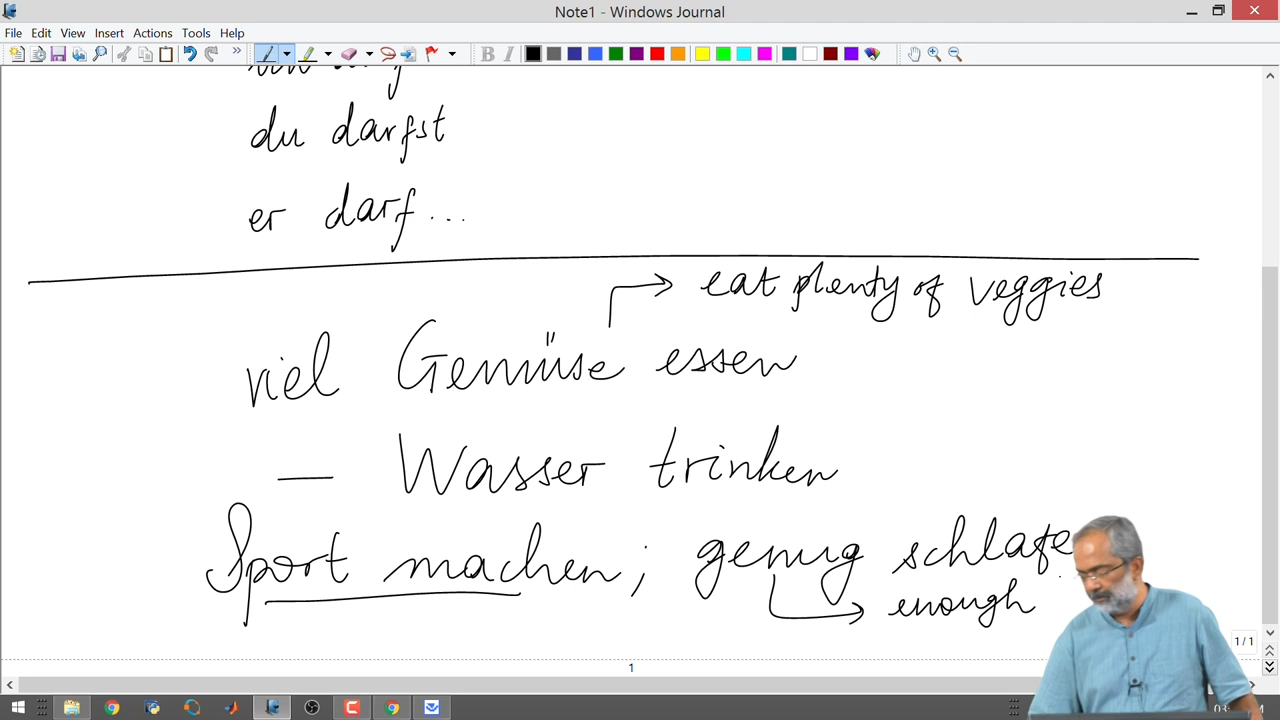 Note1 - Windows Journal
File Edit View Insert Actions Tools Help
B I
du darfst
er darf...
eat plenty of veggies
viel Gemüse essen
— Wasser trinken
Sport machen; genug schlafe
enough
1
1/1